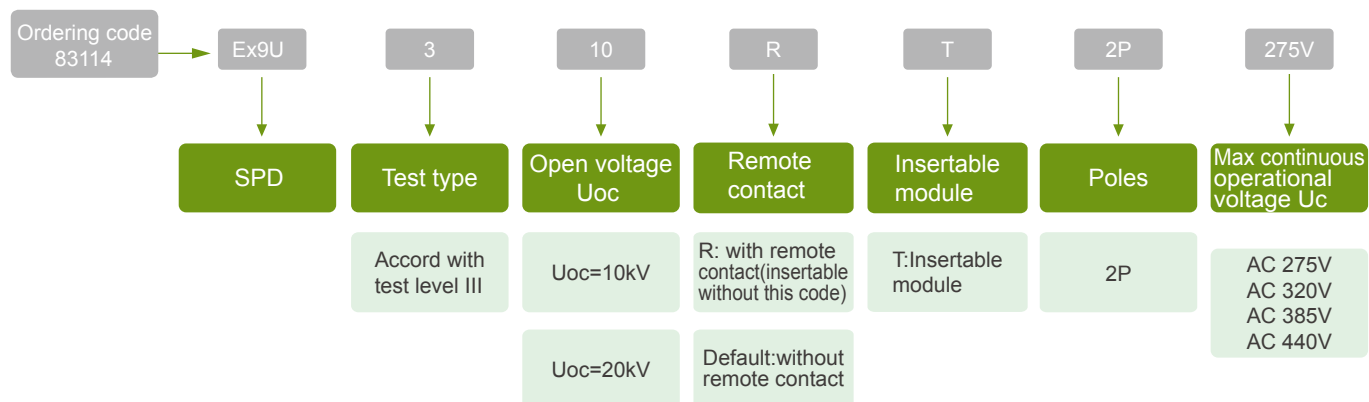 Ordering code
83114
Ex9U
3
10
R
T
2P
275V
SPD
Test type
Open voltage
Uoc
Remote
contact
Insertable
module
Poles
Max continuous
operational
voltage Uc
Accord with
test level III
Uoc=10kV
R: with remote
contact(insertable
without this code)
T:Insertable
module
2P
AC 275V
AC 320V
AC 385V
AC 440V
Uoc=20kV
Default:without
remote contact